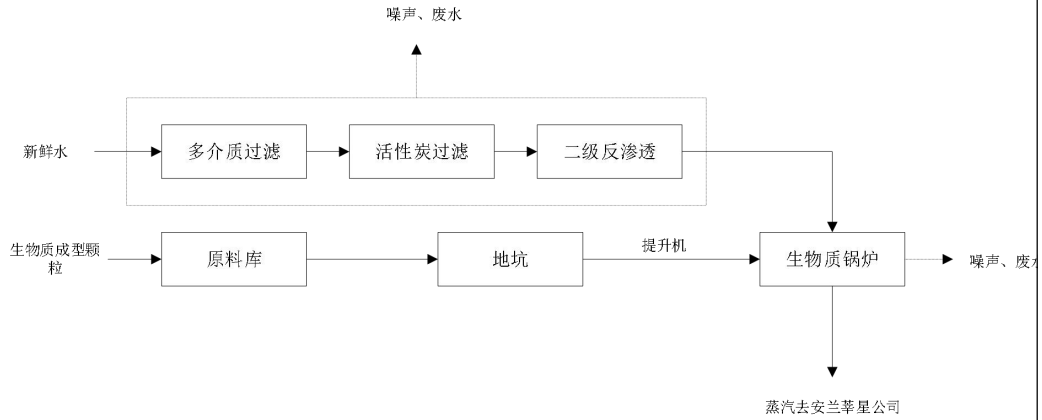 噪声、废水
新鲜水
多介质过滤
活性炭过滤
二级反渗透
生物质成型颗
粒
原料库
地坑
提升机
生物质锅炉
噪声、废水
蒸汽去安兰莘星公司